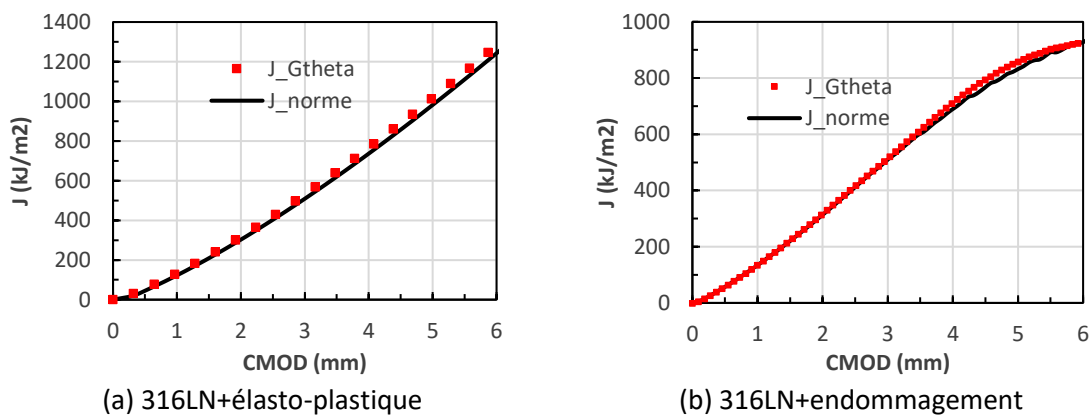 1400
1200
1000
800
600
400
200
0
J (kJ/m2)
J_Gtheta
J_norme
0 1 2 3 4 5 6
CMOD (mm)
(a) 316LN+élasto-plastique
1000
800
600
400
200
0
J (kJ/m2)
J_Gtheta
J_norme
0 1 2 3 4 5 6
CMOD (mm)
(b) 316LN+endommagement